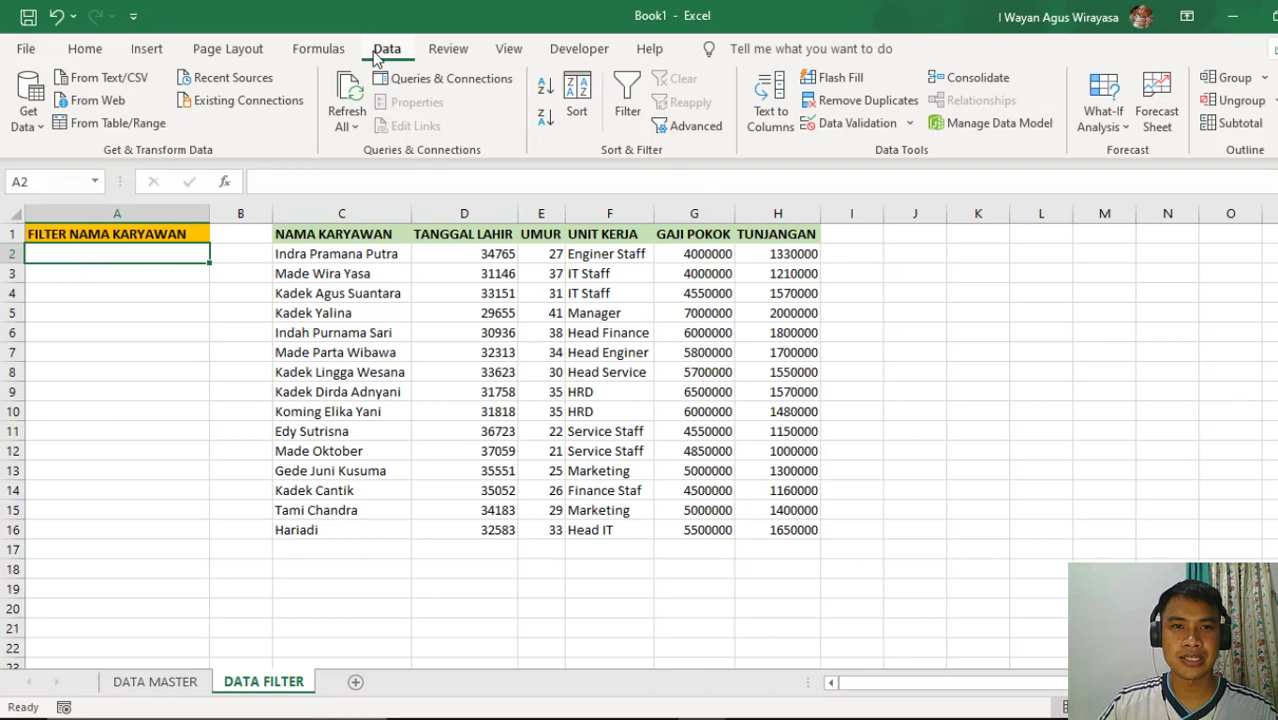 Book1 - Excel
I Wayan Agus Wirayasa
File Home Insert Page Layout Formulas Data Review View Developer Help Tell me what you want to do
Get Data
From Text/CSV
From Web
From Table/Range
Recent Sources
Existing Connections
Get & Transform Data
Refresh All
Queries & Connections
Properties
Edit Links
Queries & Connections
Sort
Filter
Clear
Reapply
Advanced
Sort & Filter
Text to Columns
Flash Fill
Remove Duplicates
Data Validation
Consolidate
Relationships
Manage Data Model
Data Tools
What-If Analysis
Forecast Sheet
Forecast
Group
Ungroup
Subtotal
Outline
A2
fx
A B C D E F G H I J K L M N O
1 FILTER NAMA KARYAWAN NAMA KARYAWAN TANGGAL LAHIR UMUR UNIT KERJA GAJI POKOK TUNJANGAN
2 Indra Pramana Putra 34765 27 Enginer Staff 4000000 1330000
3 Made Wira Yasa 31146 37 IT Staff 4000000 1210000
4 Kadek Agus Suantara 33151 31 IT Staff 4550000 1570000
5 Kadek Yalina 29655 41 Manager 7000000 2000000
6 Indah Purnama Sari 30936 38 Head Finance 6000000 1800000
7 Made Parta Wibawa 32313 34 Head Enginer 5800000 1700000
8 Kadek Lingga Wesana 33623 30 Head Service 5700000 1550000
9 Kadek Dirda Adnyani 31758 35 HRD 6500000 1570000
10 Koming Elika Yani 31818 35 HRD 6000000 1480000
11 Edy Sutrisna 36723 22 Service Staff 4550000 1150000
12 Made Oktober 37059 21 Service Staff 4850000 1000000
13 Gede Juni Kusuma 35551 25 Marketing 5000000 1300000
14 Kadek Cantik 35052 26 Finance Staf 4500000 1160000
15 Tami Chandra 34183 29 Marketing 5000000 1400000
16 Hariadi 32583 33 Head IT 5500000 1650000
17
18
19
20
21
22
23
DATA MASTER DATA FILTER
Ready